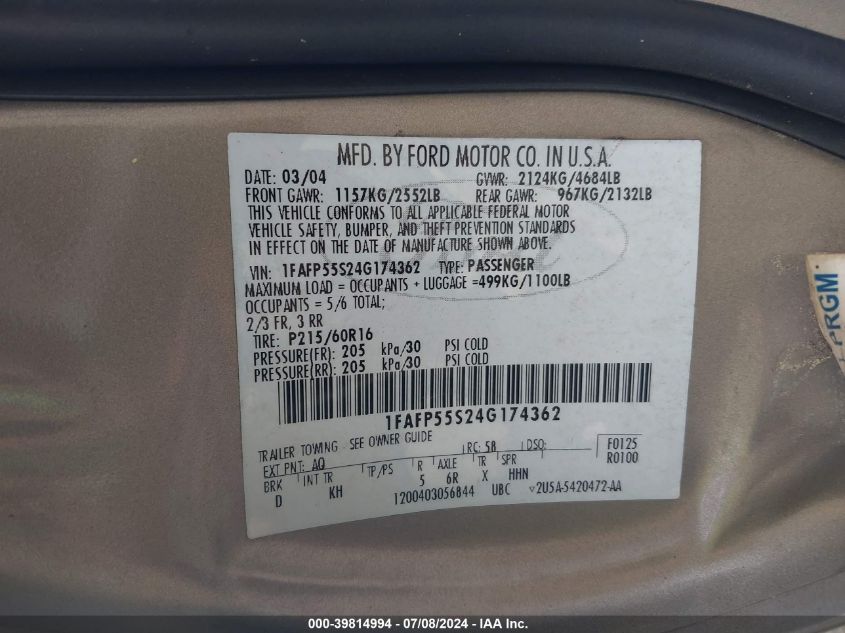 MFD. BY FORD MOTOR CO. IN U.S.A.
DATE: 03/04 GVWR: 2124KG/4684LB
FRONT GAWR: 1157KG/2552LB REAR GAWR: 967KG/2132LB
THIS VEHICLE CONFORMS TO ALL APPLICABLE FEDERAL MOTOR
VEHICLE SAFETY, BUMPER, AND THEFT PREVENTION STANDARDS
IN EFFECT ON THE DATE OF MANUFACTURE SHOWN ABOVE.
VIN: 1FAFP55S24G174362 TYPE: PASSENGER
MAXIMUM LOAD = OCCUPANTS + LUGGAGE =499KG/1100LB
OCCUPANTS = 5/6 TOTAL;
2/3 FR, 3 RR
TIRE: P215/60R16
PRESSURE(FR): 205 kPa/30 PSI COLD
PRESSURE(RR): 205 kPa/30 PSI COLD
1FAFP55S24G174362
TRAILER TOWING - SEE OWNER GUIDE
EXT PNT: AQ RC: 58 DSO: F0125
R0100
BRK INT TR TP/PS R AXLE TR SPR
D KH 5 6R X HHN
1200403056844 UBC ▽2U5A-5420472-AA
PRGM
000-39814994 - 07/08/2024 - IAA Inc.